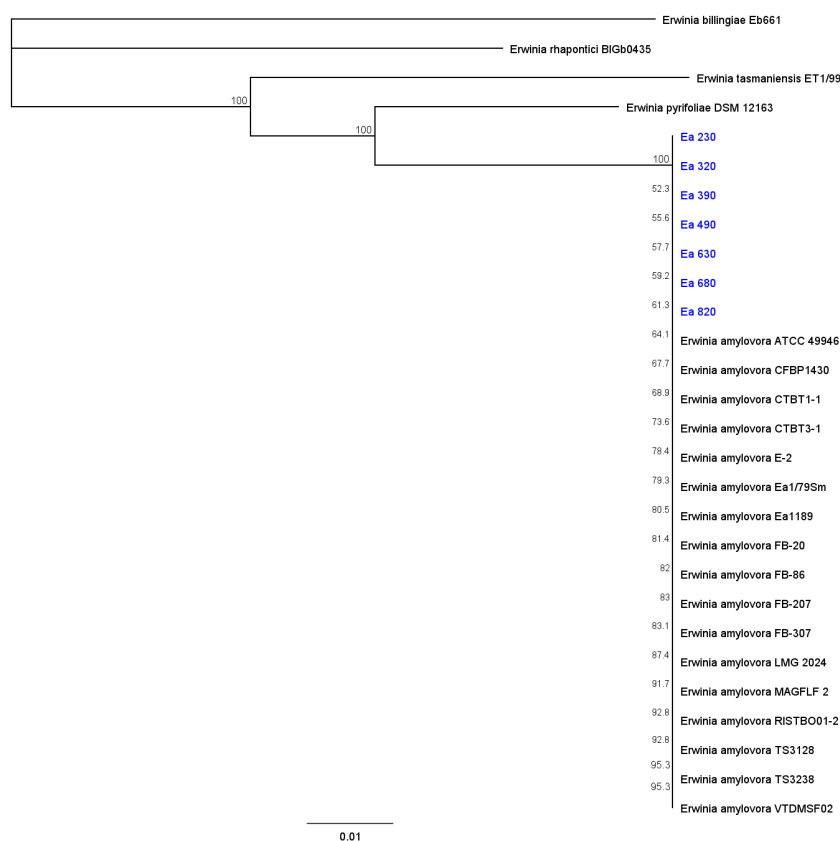 Erwinia billingiae Eb661
Erwinia rhapontici BIGb0435
Erwinia tasmaniensis ET1/99
100
Erwinia pyrifoliae DSM 12163
100
Ea 230
100
Ea 320
52.3
Ea 390
55.6
Ea 490
57.7
Ea 630
59.2
Ea 680
61.3
Ea 820
64.1
Erwinia amylovora ATCC 49946
67.7
Erwinia amylovora CFBP1430
68.9
Erwinia amylovora CTBT1-1
73.6
Erwinia amylovora CTBT3-1
78.4
Erwinia amylovora E-2
79.3
Erwinia amylovora Ea1/79Sm
80.5
Erwinia amylovora Ea1189
81.4
Erwinia amylovora FB-20
82
Erwinia amylovora FB-86
83
Erwinia amylovora FB-207
83.1
Erwinia amylovora FB-307
87.4
Erwinia amylovora LMG 2024
91.7
Erwinia amylovora MAGFLF 2
92.8
Erwinia amylovora RISTBO01-2
92.8
Erwinia amylovora TS3128
95.3
Erwinia amylovora TS3238
95.3
Erwinia amylovora VTDMSF02
0.01